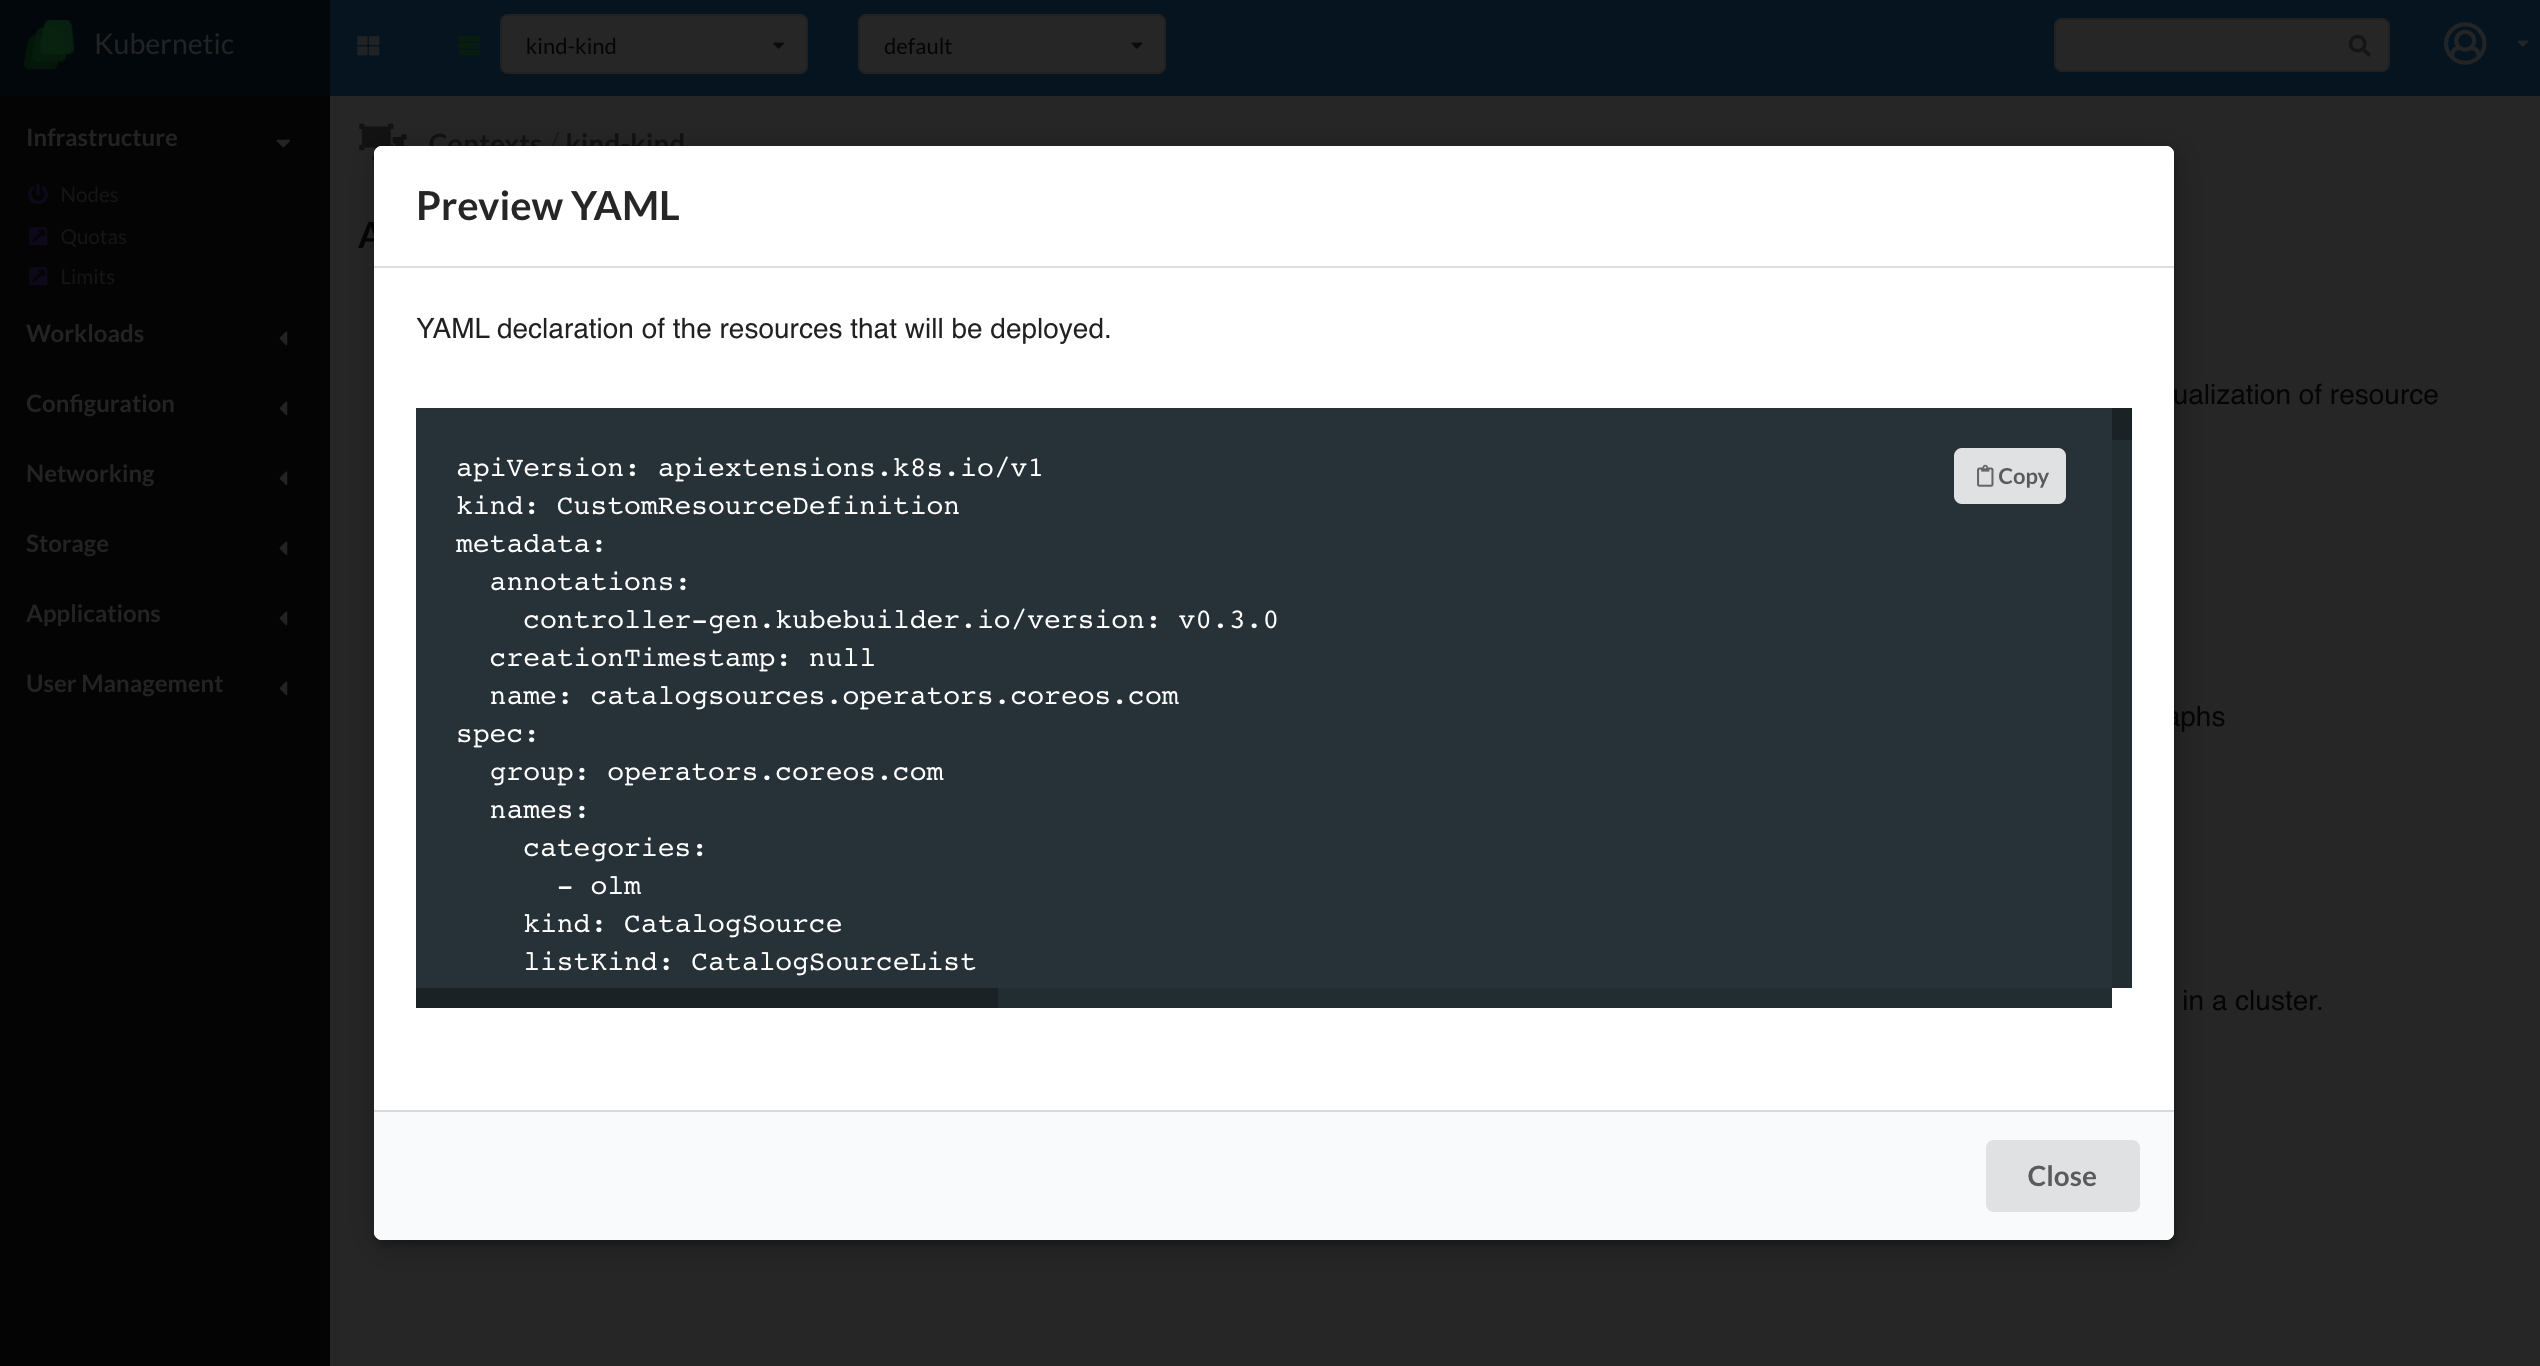 Kubernetic
kind-kind
default
Infrastructure
Nodes
Quotas
Limits
Workloads
Configuration
Networking
Storage
Applications
User Management
Contexts / kind-kind
Preview YAML
YAML declaration of the resources that will be deployed.
Copy
apiVersion: apiextensions.k8s.io/v1
kind: CustomResourceDefinition
metadata:
  annotations:
    controller-gen.kubebuilder.io/version: v0.3.0
  creationTimestamp: null
  name: catalogsources.operators.coreos.com
spec:
  group: operators.coreos.com
  names:
    categories:
      - olm
    kind: CatalogSource
    listKind: CatalogSourceList
Close
of resource
in a cluster.